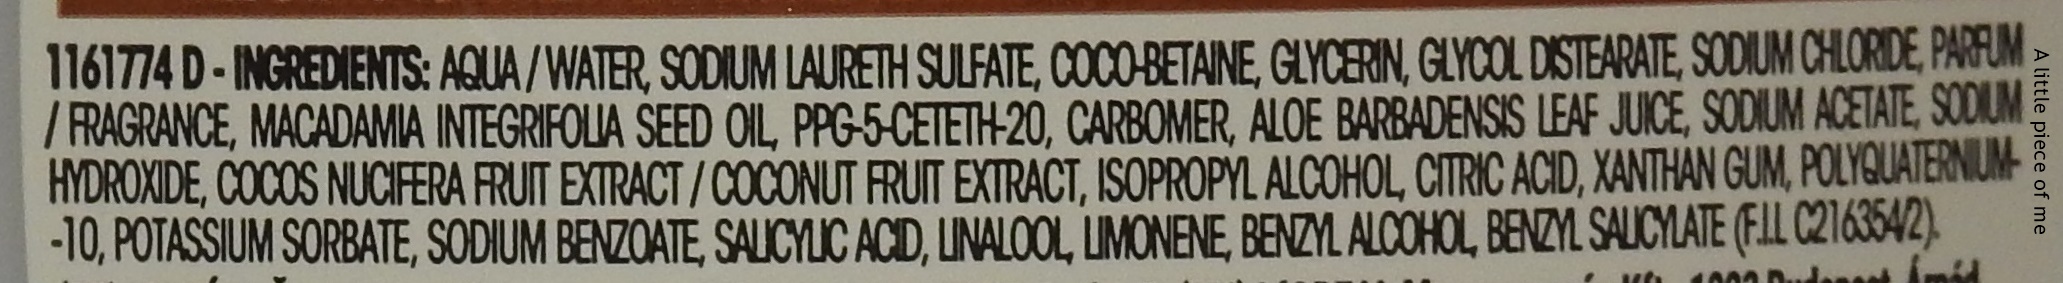 1161774 D - INGREDIENTS: AQUA / WATER, SODIUM LAURETH SULFATE, COCO-BETAINE, GLYCERIN, GLYCOL DISTEARATE, SODIUM CHLORIDE, PARFUM
/ FRAGRANCE, MACADAMIA INTEGRIFOLIA SEED OIL, PPG-5-CETETH-20, CARBOMER, ALOE BARBADENSIS LEAF JUICE, SODIUM ACETATE, SODIUM
HYDROXIDE, COCOS NUCIFERA FRUIT EXTRACT / COCONUT FRUIT EXTRACT, ISOPROPYL ALCOHOL, CITRIC ACID, XANTHAN GUM, POLYQUATERNIUM-
-10, POTASSIUM SORBATE, SODIUM BENZOATE, SALICYLIC ACID, LINALOOL, LIMONENE, BENZYL ALCOHOL, BENZYL SALICYLATE (F.I.L C216354/2).
A little piece of me